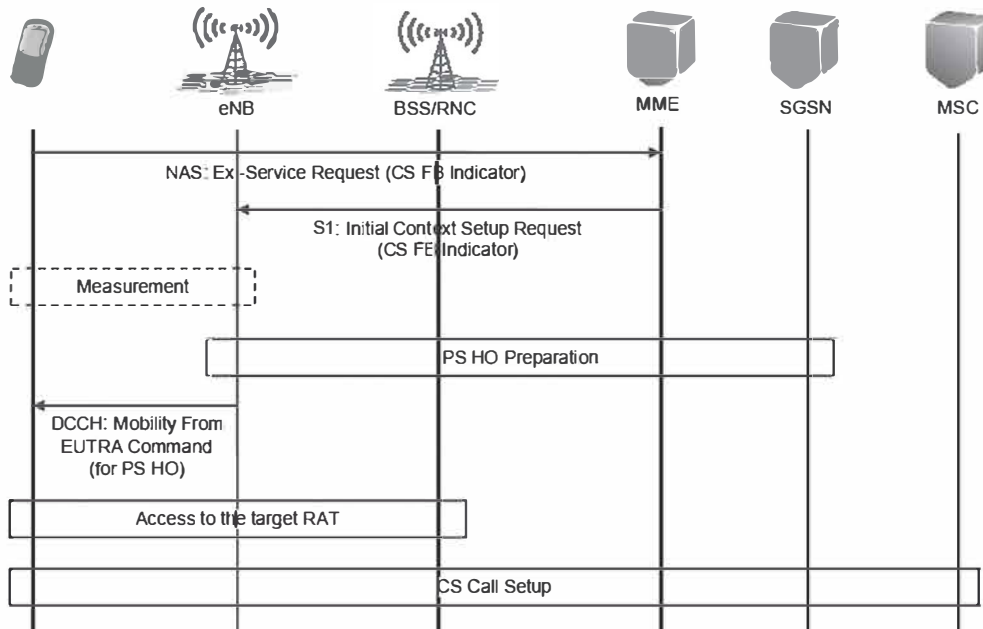 eNB
BSS/RNC
MME
SGSN
MSC
NAS: Ex -Service Request (CS FB Indicator)
S1: Initial Context Setup Request
(CS FB Indicator)
Measurement
PS HO Preparation
DCCH: Mobility From
EUTRA Command
(for PS HO)
Access to the target RAT
CS Call Setup